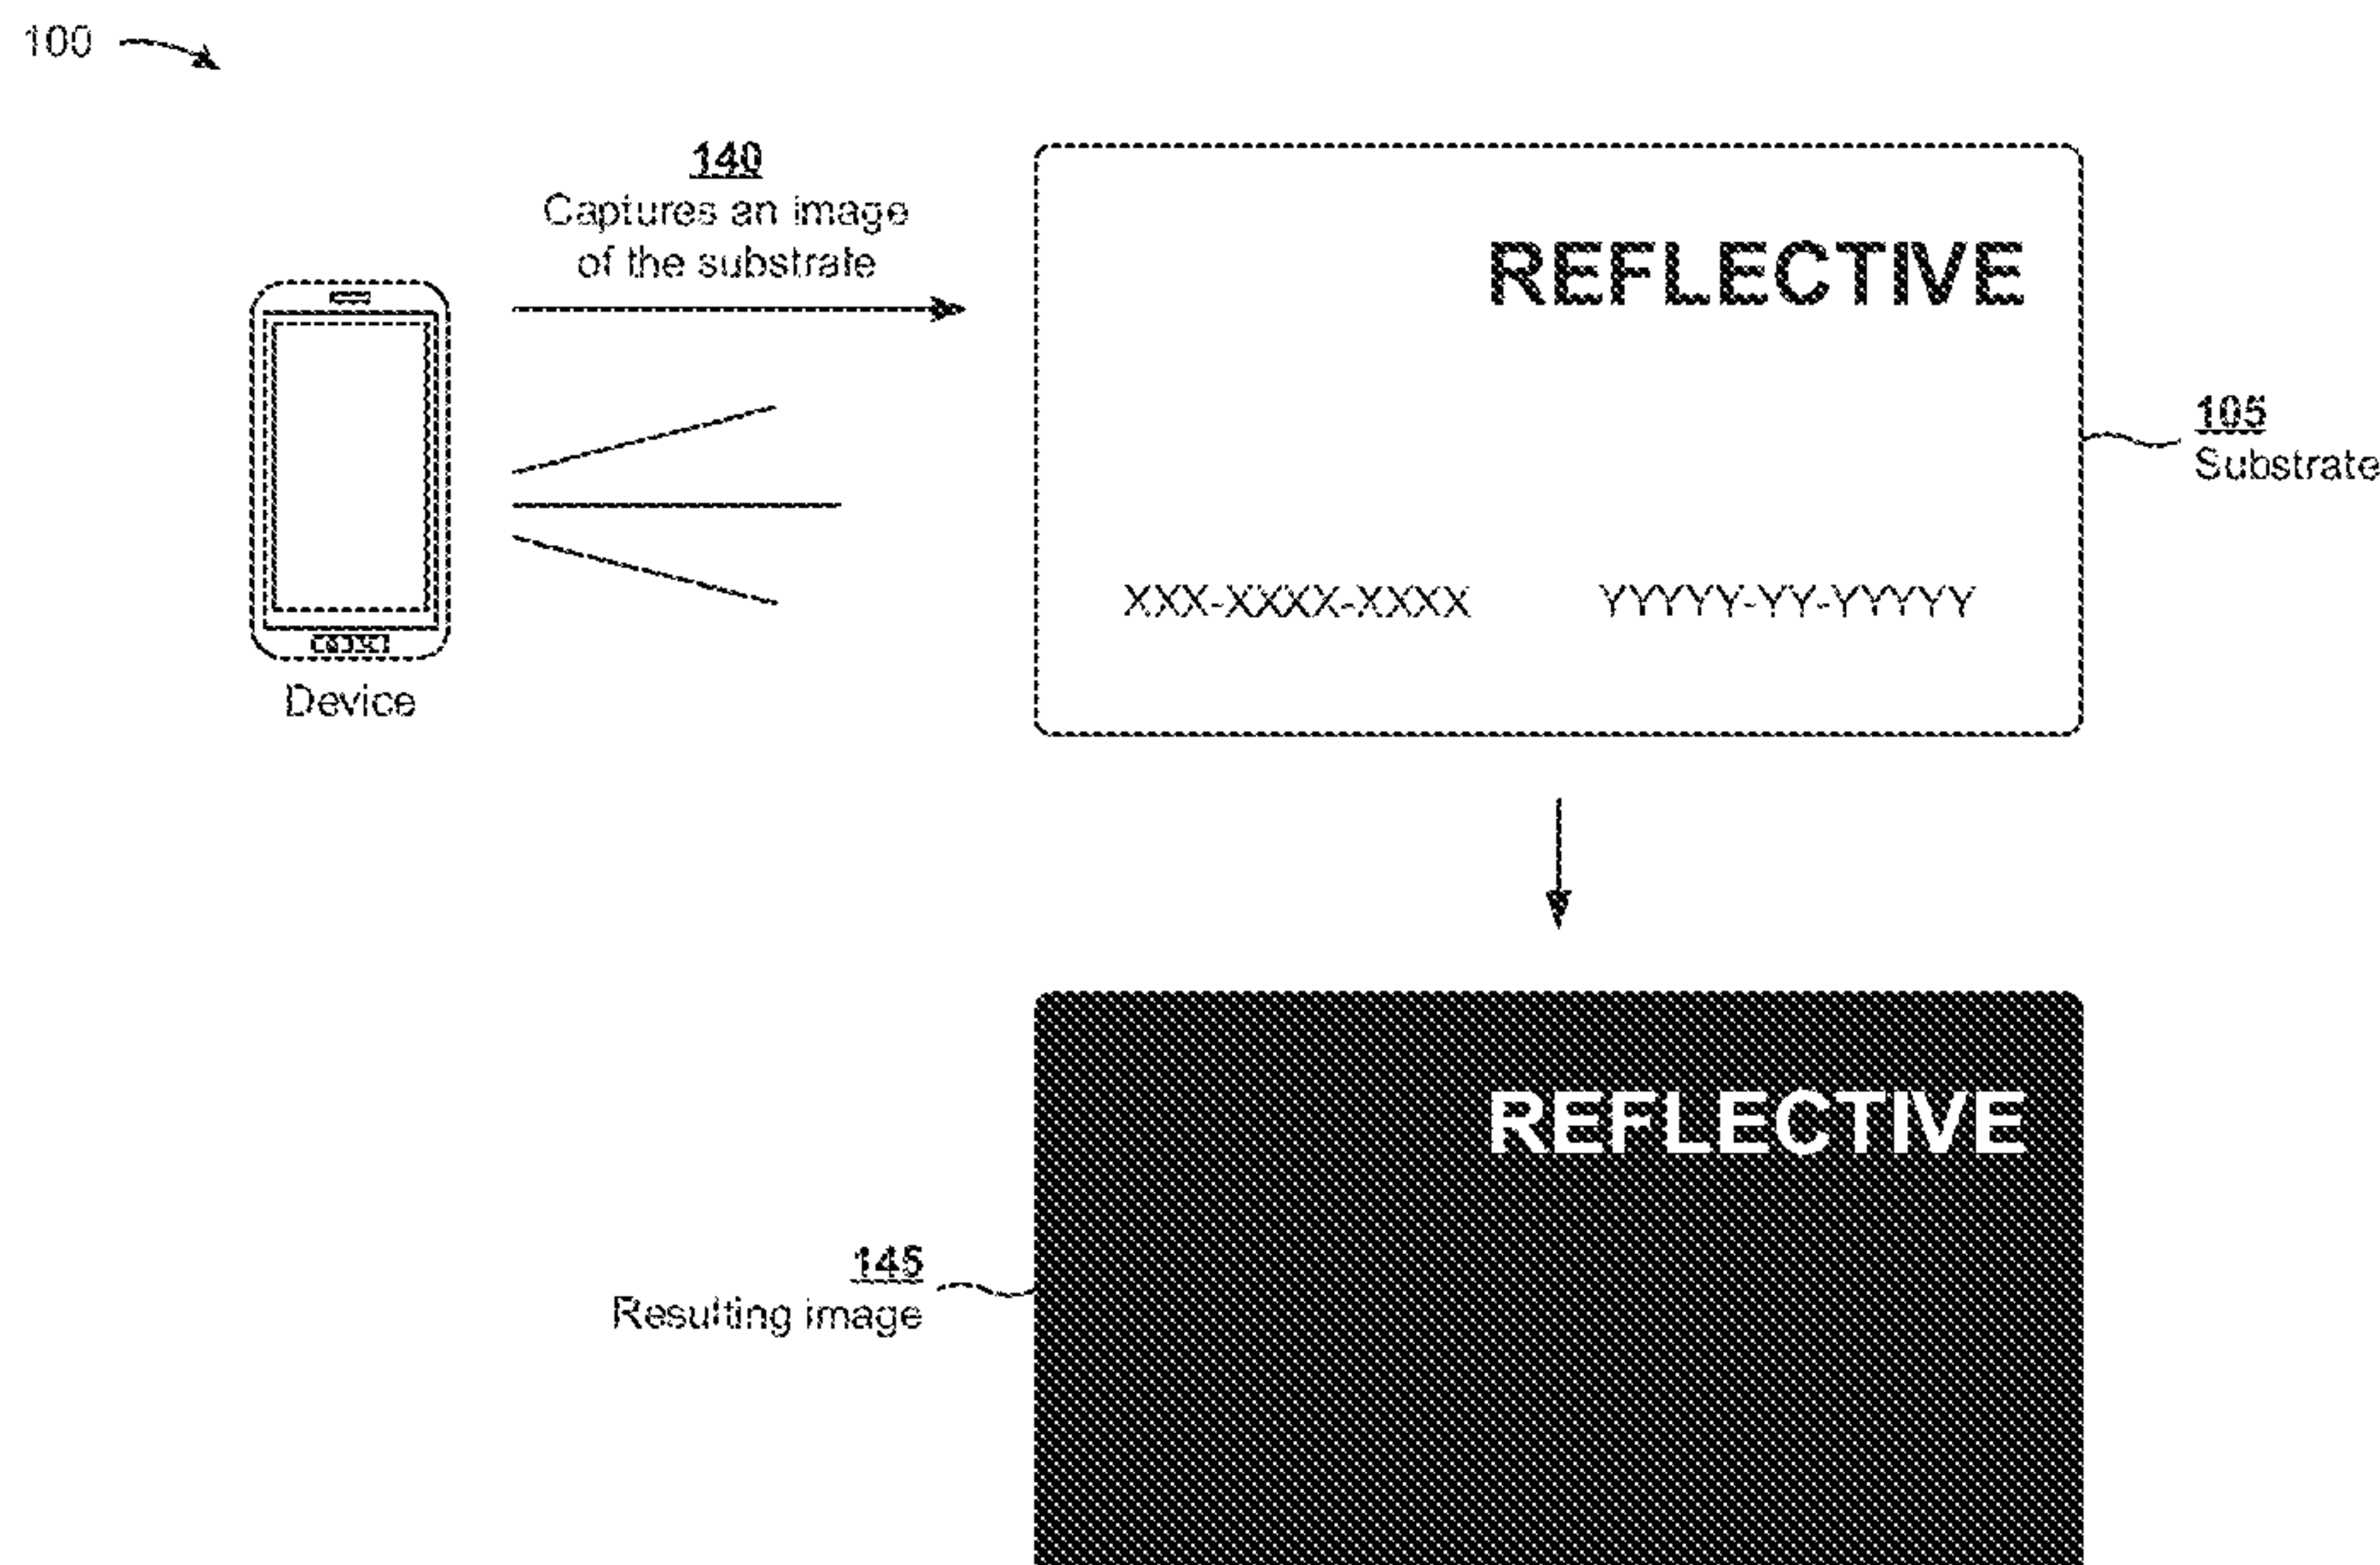 100
140
Captures an image
of the substrate
REFLECTIVE
105
Substrate
XXX-XXXX-XXXX YYYYY-YY-YYYYY
Device
REFLECTIVE
145
Resulting image